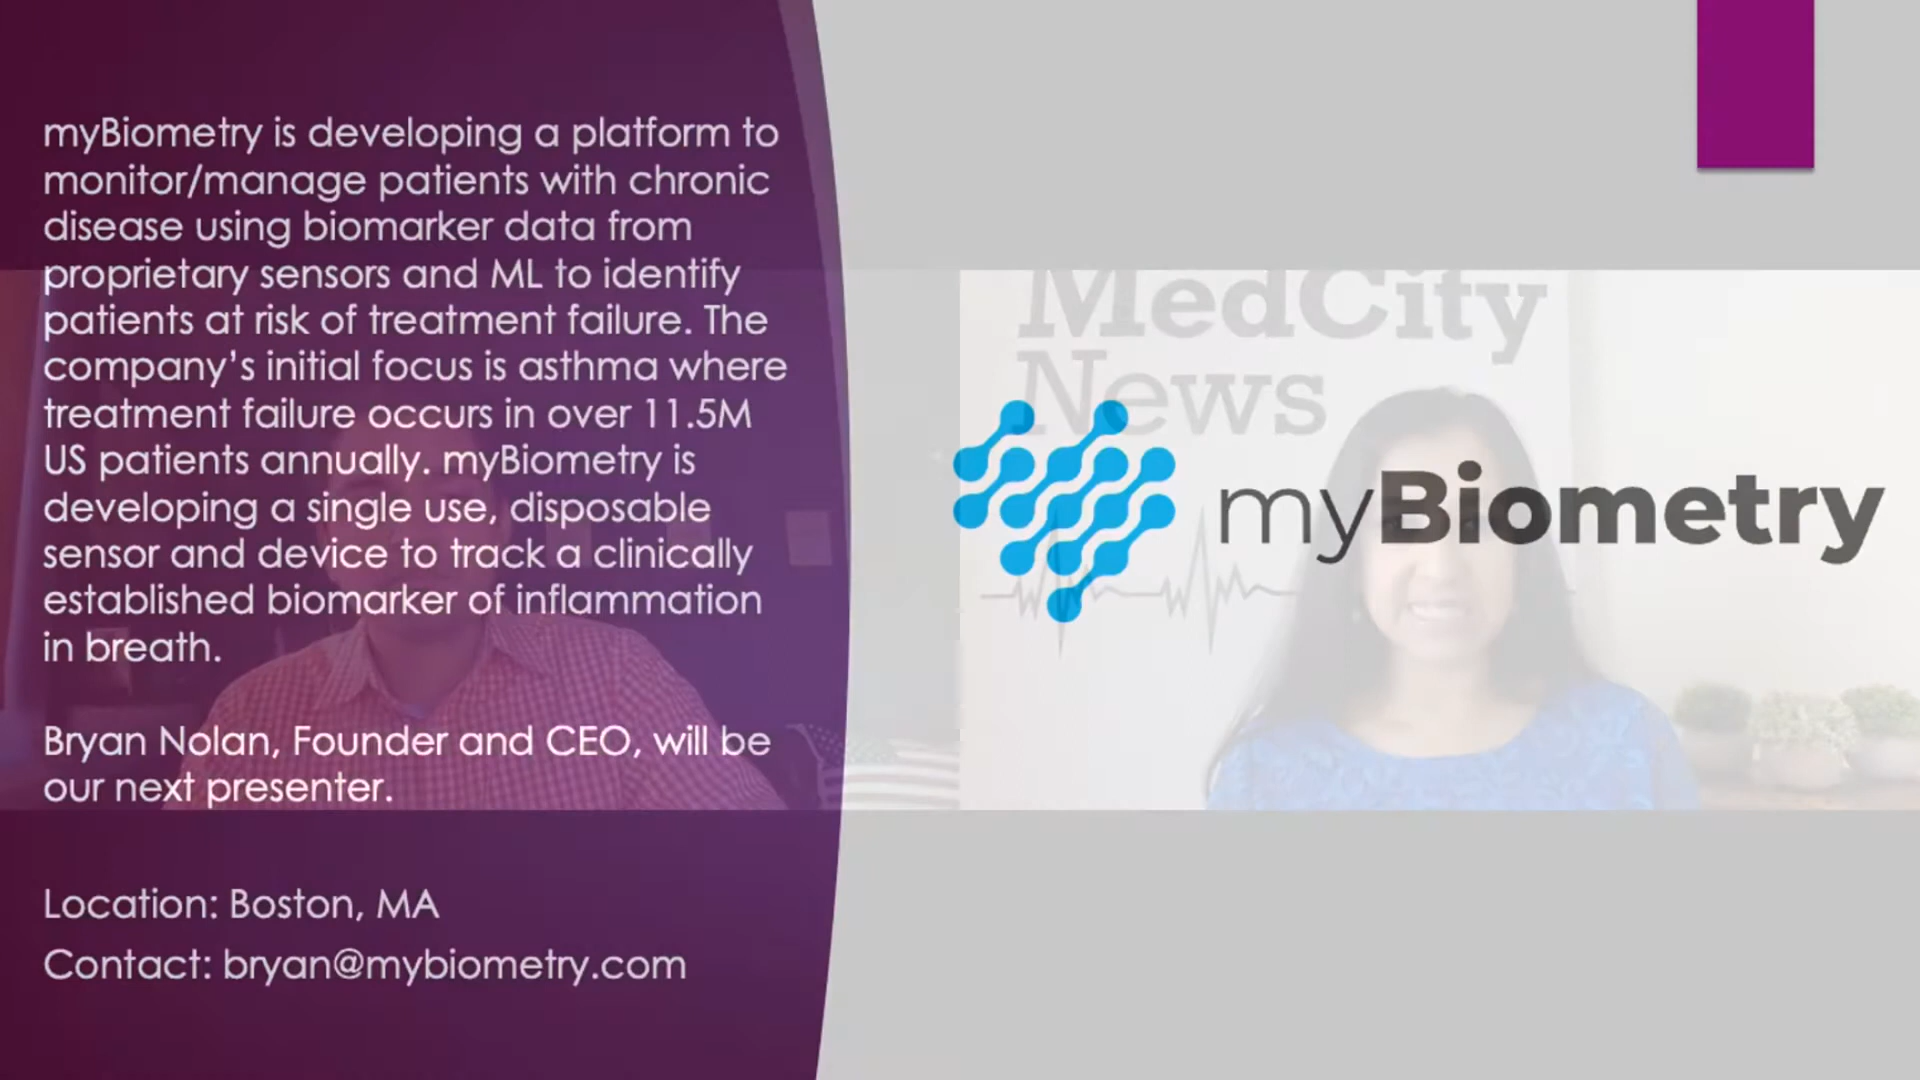 myBiometry is developing a platform to
monitor/manage patients with chronic
disease using biomarker data from
proprietary sensors and ML to identify
patients at risk of treatment failure. The
company’s initial focus is asthma where
treatment failure occurs in over 11.5M
US patients annually. myBiometry is
developing a single use, disposable
sensor and device to track a clinically
established biomarker of inflammation
in breath.
Bryan Nolan, Founder and CEO, will be
our next presenter.
Location: Boston, MA
Contact: bryan@mybiometry.com
MedCity
News
myBiometry